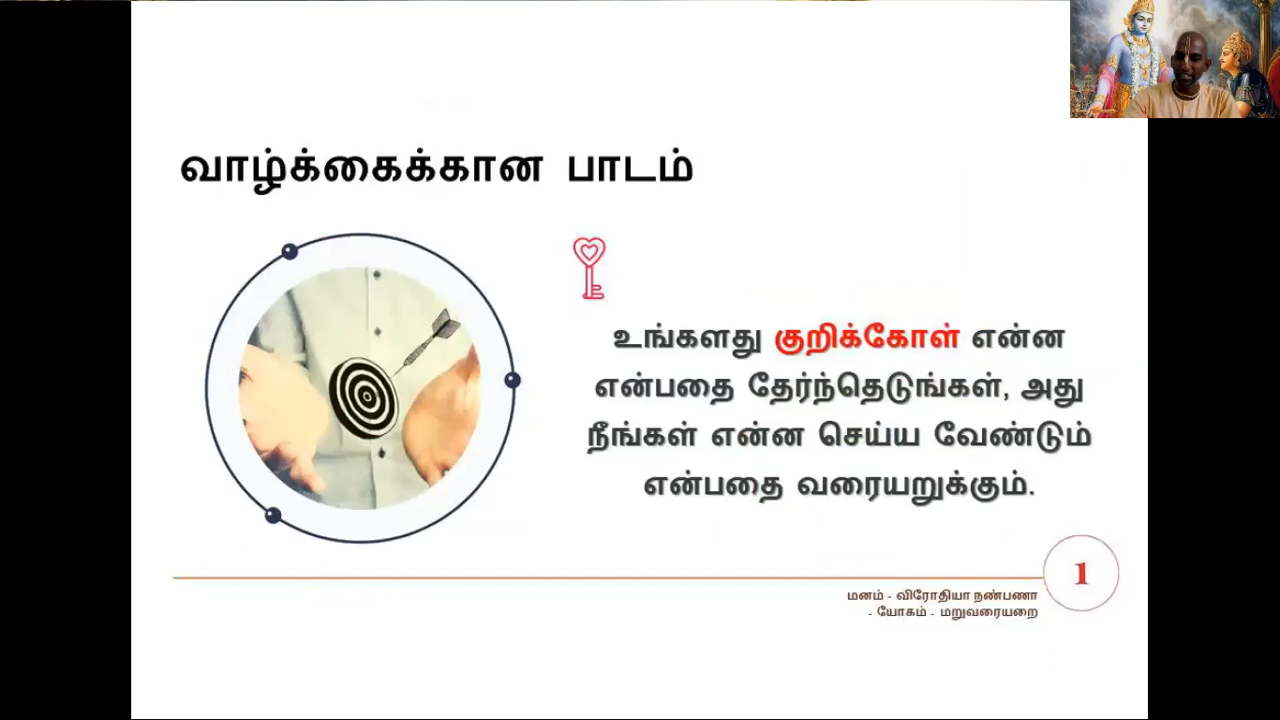 வாழ்க்கைக்கான பாடம்
உங்களது குறிக்கோள் என்ன
என்பதை தேர்ந்தெடுங்கள், அது
நீங்கள் என்ன செய்ய வேண்டும்
என்பதை வரையறுக்கும்.
1
மனம் - விரோதியா நண்பணா
- யோகம் - மறுவரையறை